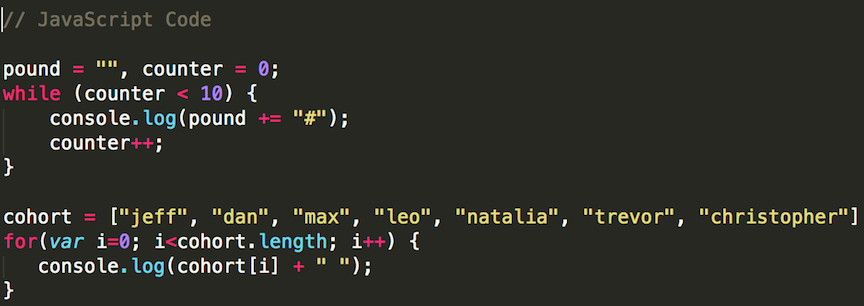 // JavaScript Code
pound = "", counter = 0;
while (counter < 10) {
    console.log(pound += "#");
    counter++;
}
cohort = ["jeff", "dan", "max", "leo", "natalia", "trevor", "christopher"]
for(var i=0; i<cohort.length; i++) {
   console.log(cohort[i] + " ");
}